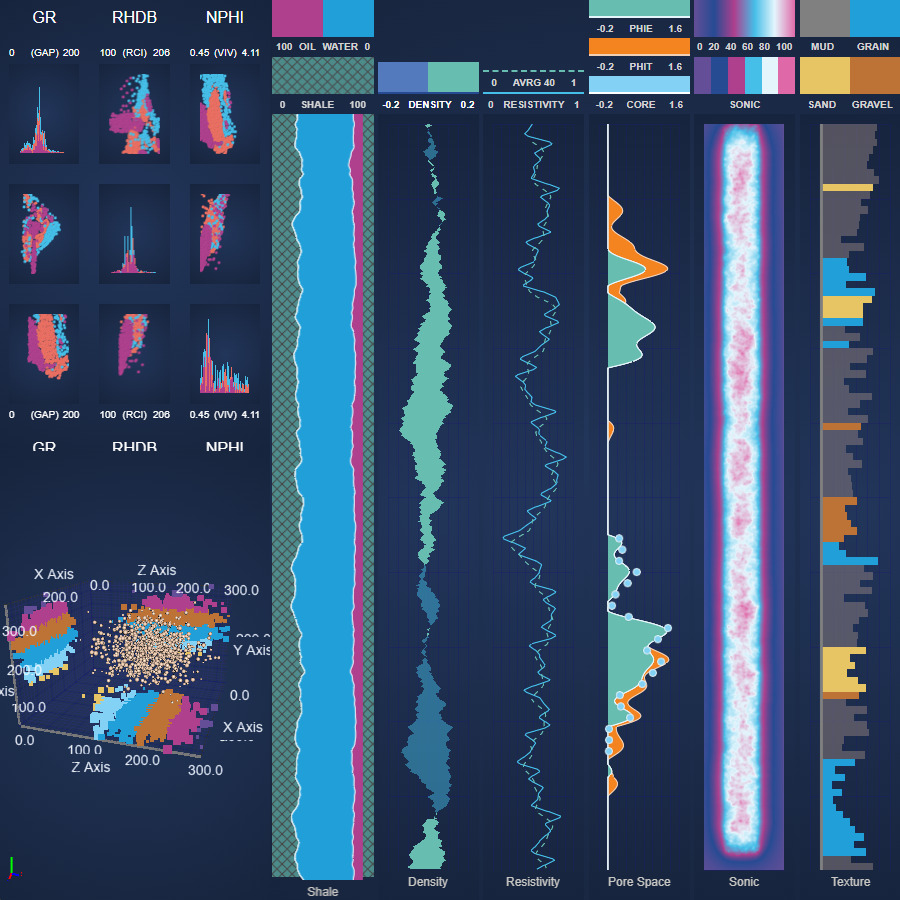 GR RHDB NPHI
0 (GAP) 200 100 (RCI) 206 0.45 (VIV) 4.11
0 (GAP) 200 100 (RCI) 206 0.45 (VIV) 4.11
GR RHDB NPHI
100 OIL WATER 0
0 SHALE 100
-0.2 DENSITY 0.2
0 AVRG 40 1
0 RESISTIVITY 1
-0.2 PHIE 1.6
-0.2 PHIT 1.6
-0.2 CORE 1.6
0 20 40 60 80 100
SONIC
MUD GRAIN
SAND GRAVEL
X Axis
Z Axis
0.0
100.0
200.0
300.0
200.0
300.0
Y Axis
200.0
0.0
100.0
X Axis
0.0
100.0
200.0
Z Axis
300.0
Shale
Density
Resistivity
Pore Space
Sonic
Texture